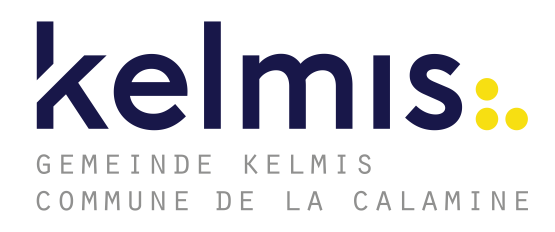 kelmis
GEMEINDE KELMIS
COMMUNE DE LA CALAMINE